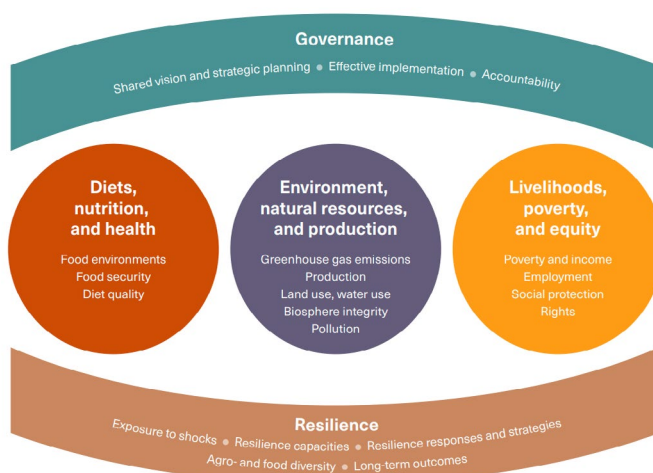 Governance
Shared vision and strategic planning • Effective implementation • Accountability
Diets,
nutrition,
and health
Food environments
Food security
Diet quality
Environment,
natural resources,
and production
Greenhouse gas emissions
Production
Land use, water use
Biosphere integrity
Pollution
Livelihoods,
poverty,
and equity
Poverty and income
Employment
Social protection
Rights
Resilience
Exposure to shocks • Resilience capacities • Resilience responses and strategies
Agro- and food diversity • Long-term outcomes